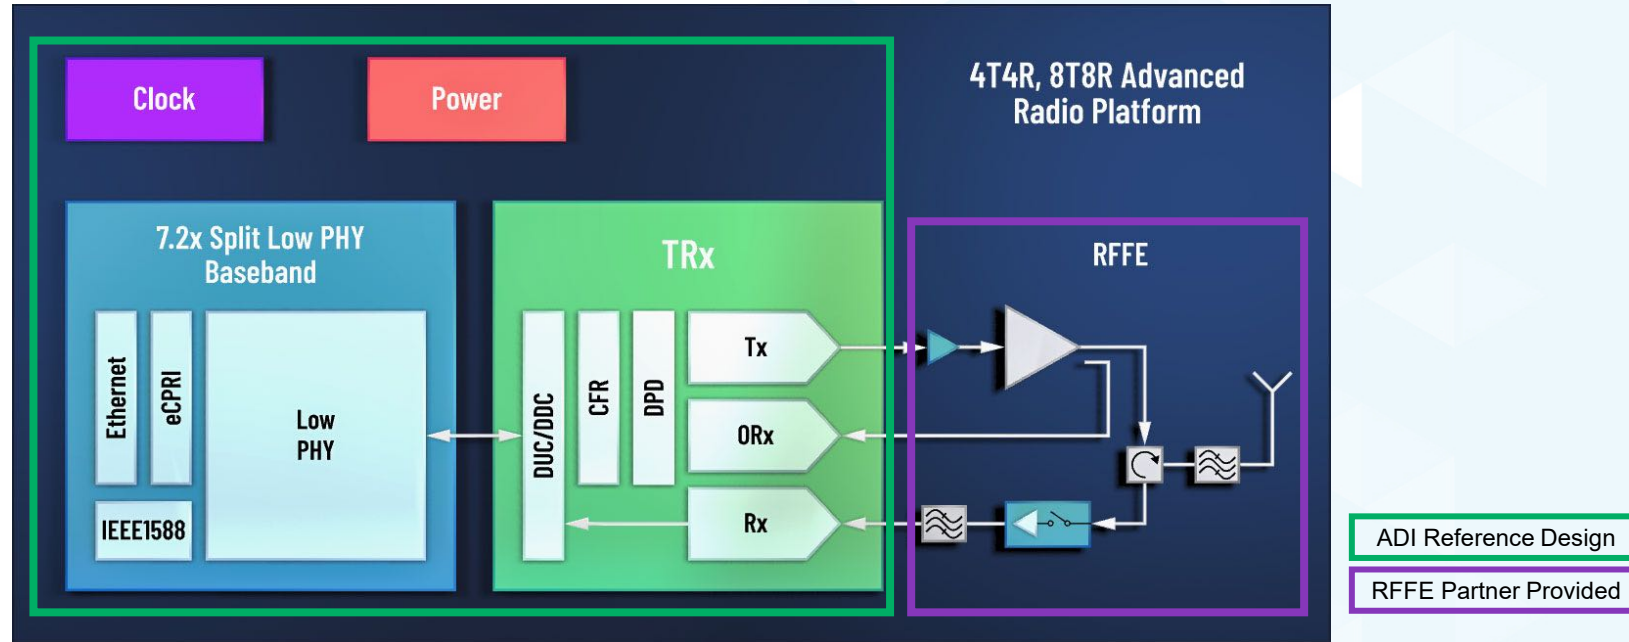 Clock
Power
4T4R, 8T8R Advanced
Radio Platform
7.2x Split Low PHY
Baseband
TRx
RFFE
Ethernet
eCPRI
Low
PHY
IEEE1588
DUC/DDC
CFR
DPD
Tx
ORx
Rx
ADI Reference Design
RFFE Partner Provided